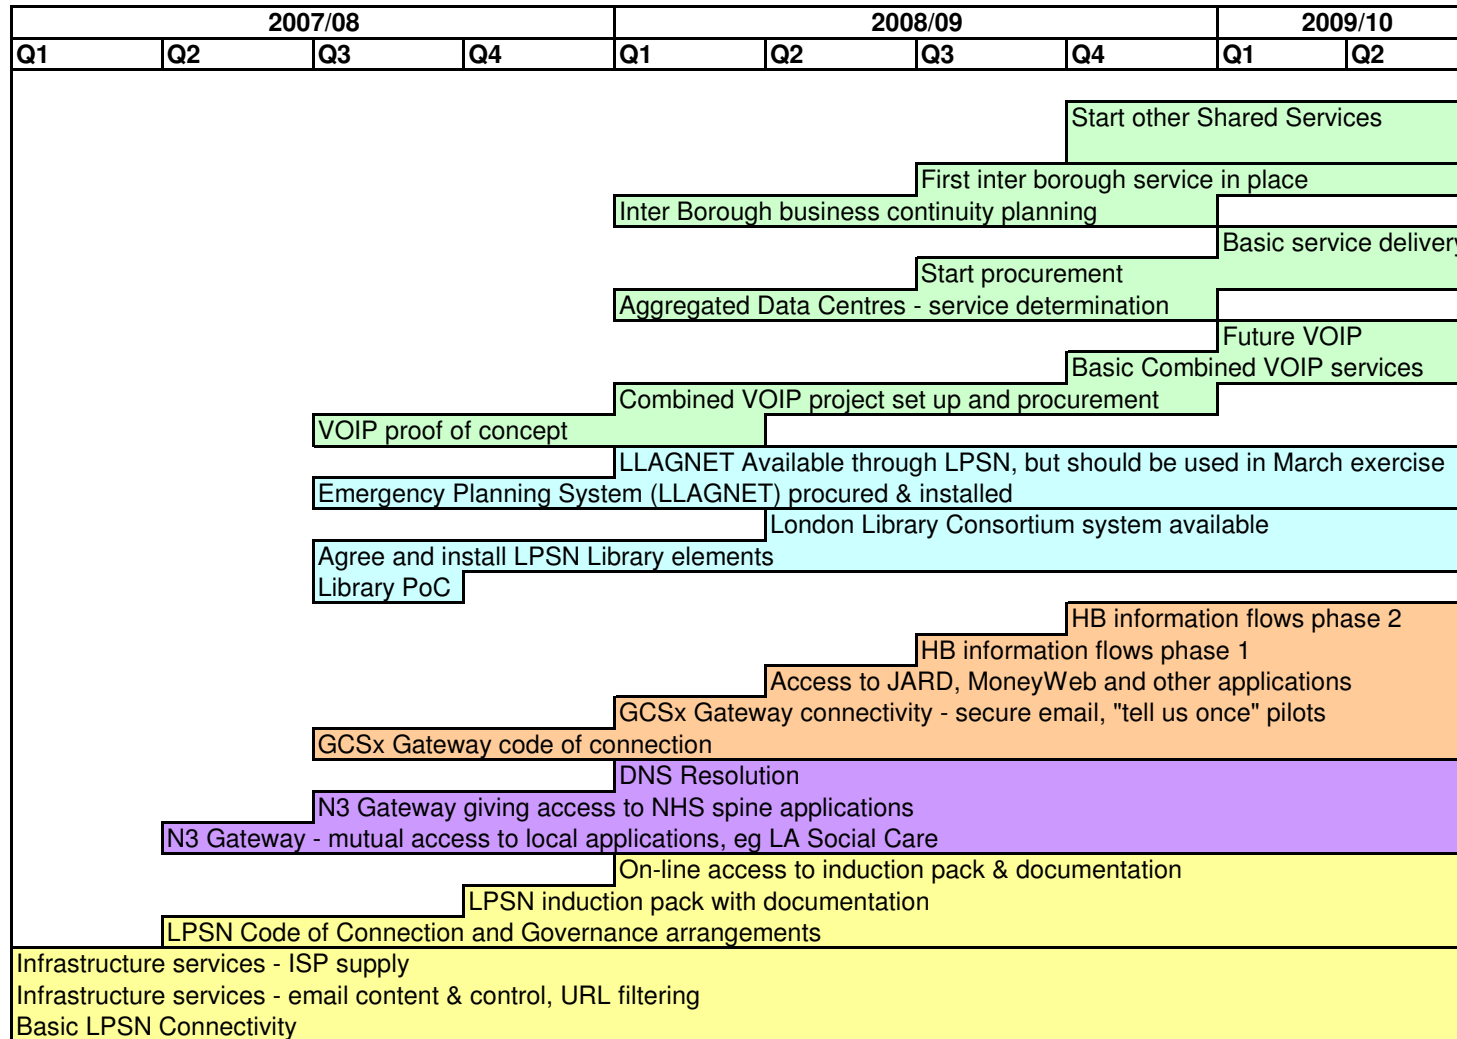 2007/08 2008/09 2009/10
Q1 Q2 Q3 Q4 Q1 Q2 Q3 Q4 Q1 Q2
Start other Shared Services
First inter borough service in place
Inter Borough business continuity planning
Basic service delivery
Start procurement
Aggregated Data Centres - service determination
Future VOIP
Basic Combined VOIP services
Combined VOIP project set up and procurement
VOIP proof of concept
LLAGNET Available through LPSN, but should be used in March exercise
Emergency Planning System (LLAGNET) procured & installed
London Library Consortium system available
Agree and install LPSN Library elements
Library PoC
HB information flows phase 2
HB information flows phase 1
Access to JARD, MoneyWeb and other applications
GCSx Gateway connectivity - secure email, "tell us once" pilots
GCSx Gateway code of connection
DNS Resolution
N3 Gateway giving access to NHS spine applications
N3 Gateway - mutual access to local applications, eg LA Social Care
On-line access to induction pack & documentation
LPSN induction pack with documentation
LPSN Code of Connection and Governance arrangements
Infrastructure services - ISP supply
Infrastructure services - email content & control, URL filtering
Basic LPSN Connectivity